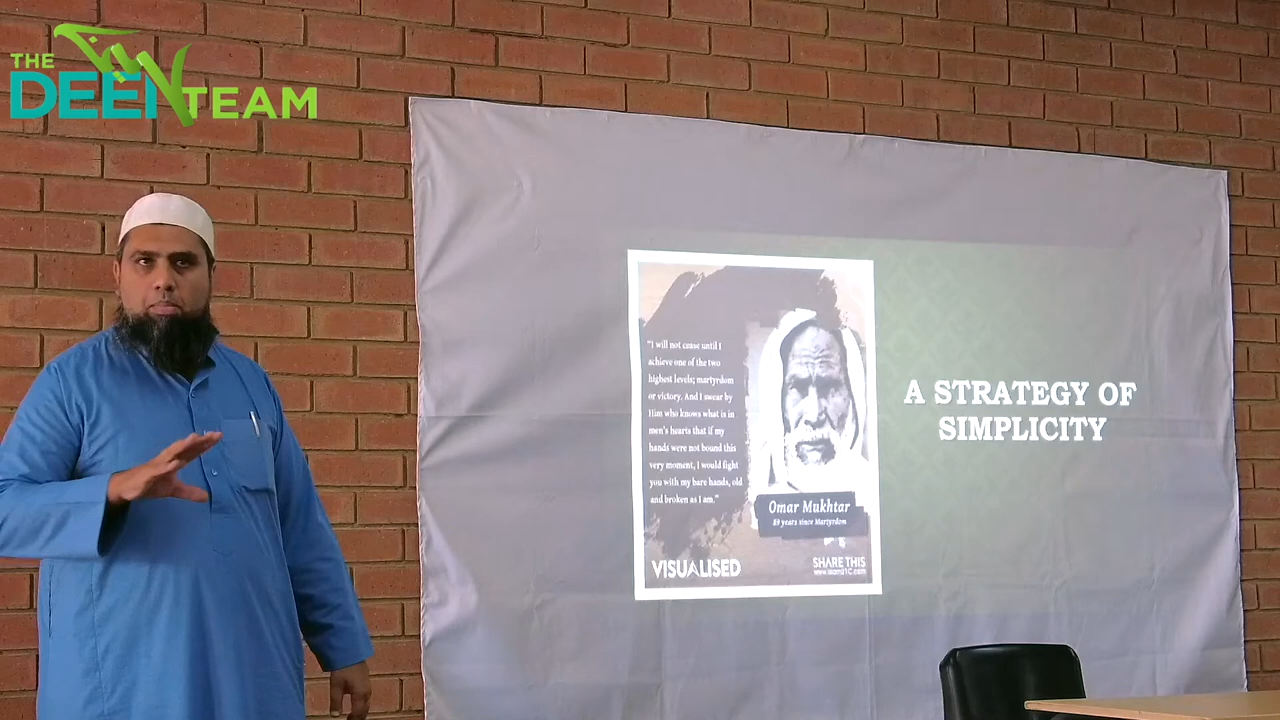 THE
DEEN TEAM
"I will not cease until I
achieve one of the two
highest levels; martyrdom
or victory. And I swear by
Him who knows what is in
men's hearts that if my
hands were not bound this
very moment, I would fight
you with my bare hands, old
and broken as I am."
Omar Mukhtar
89 years since Martyrdom
VISUALISED
SHARE THIS
A STRATEGY OF
SIMPLICITY